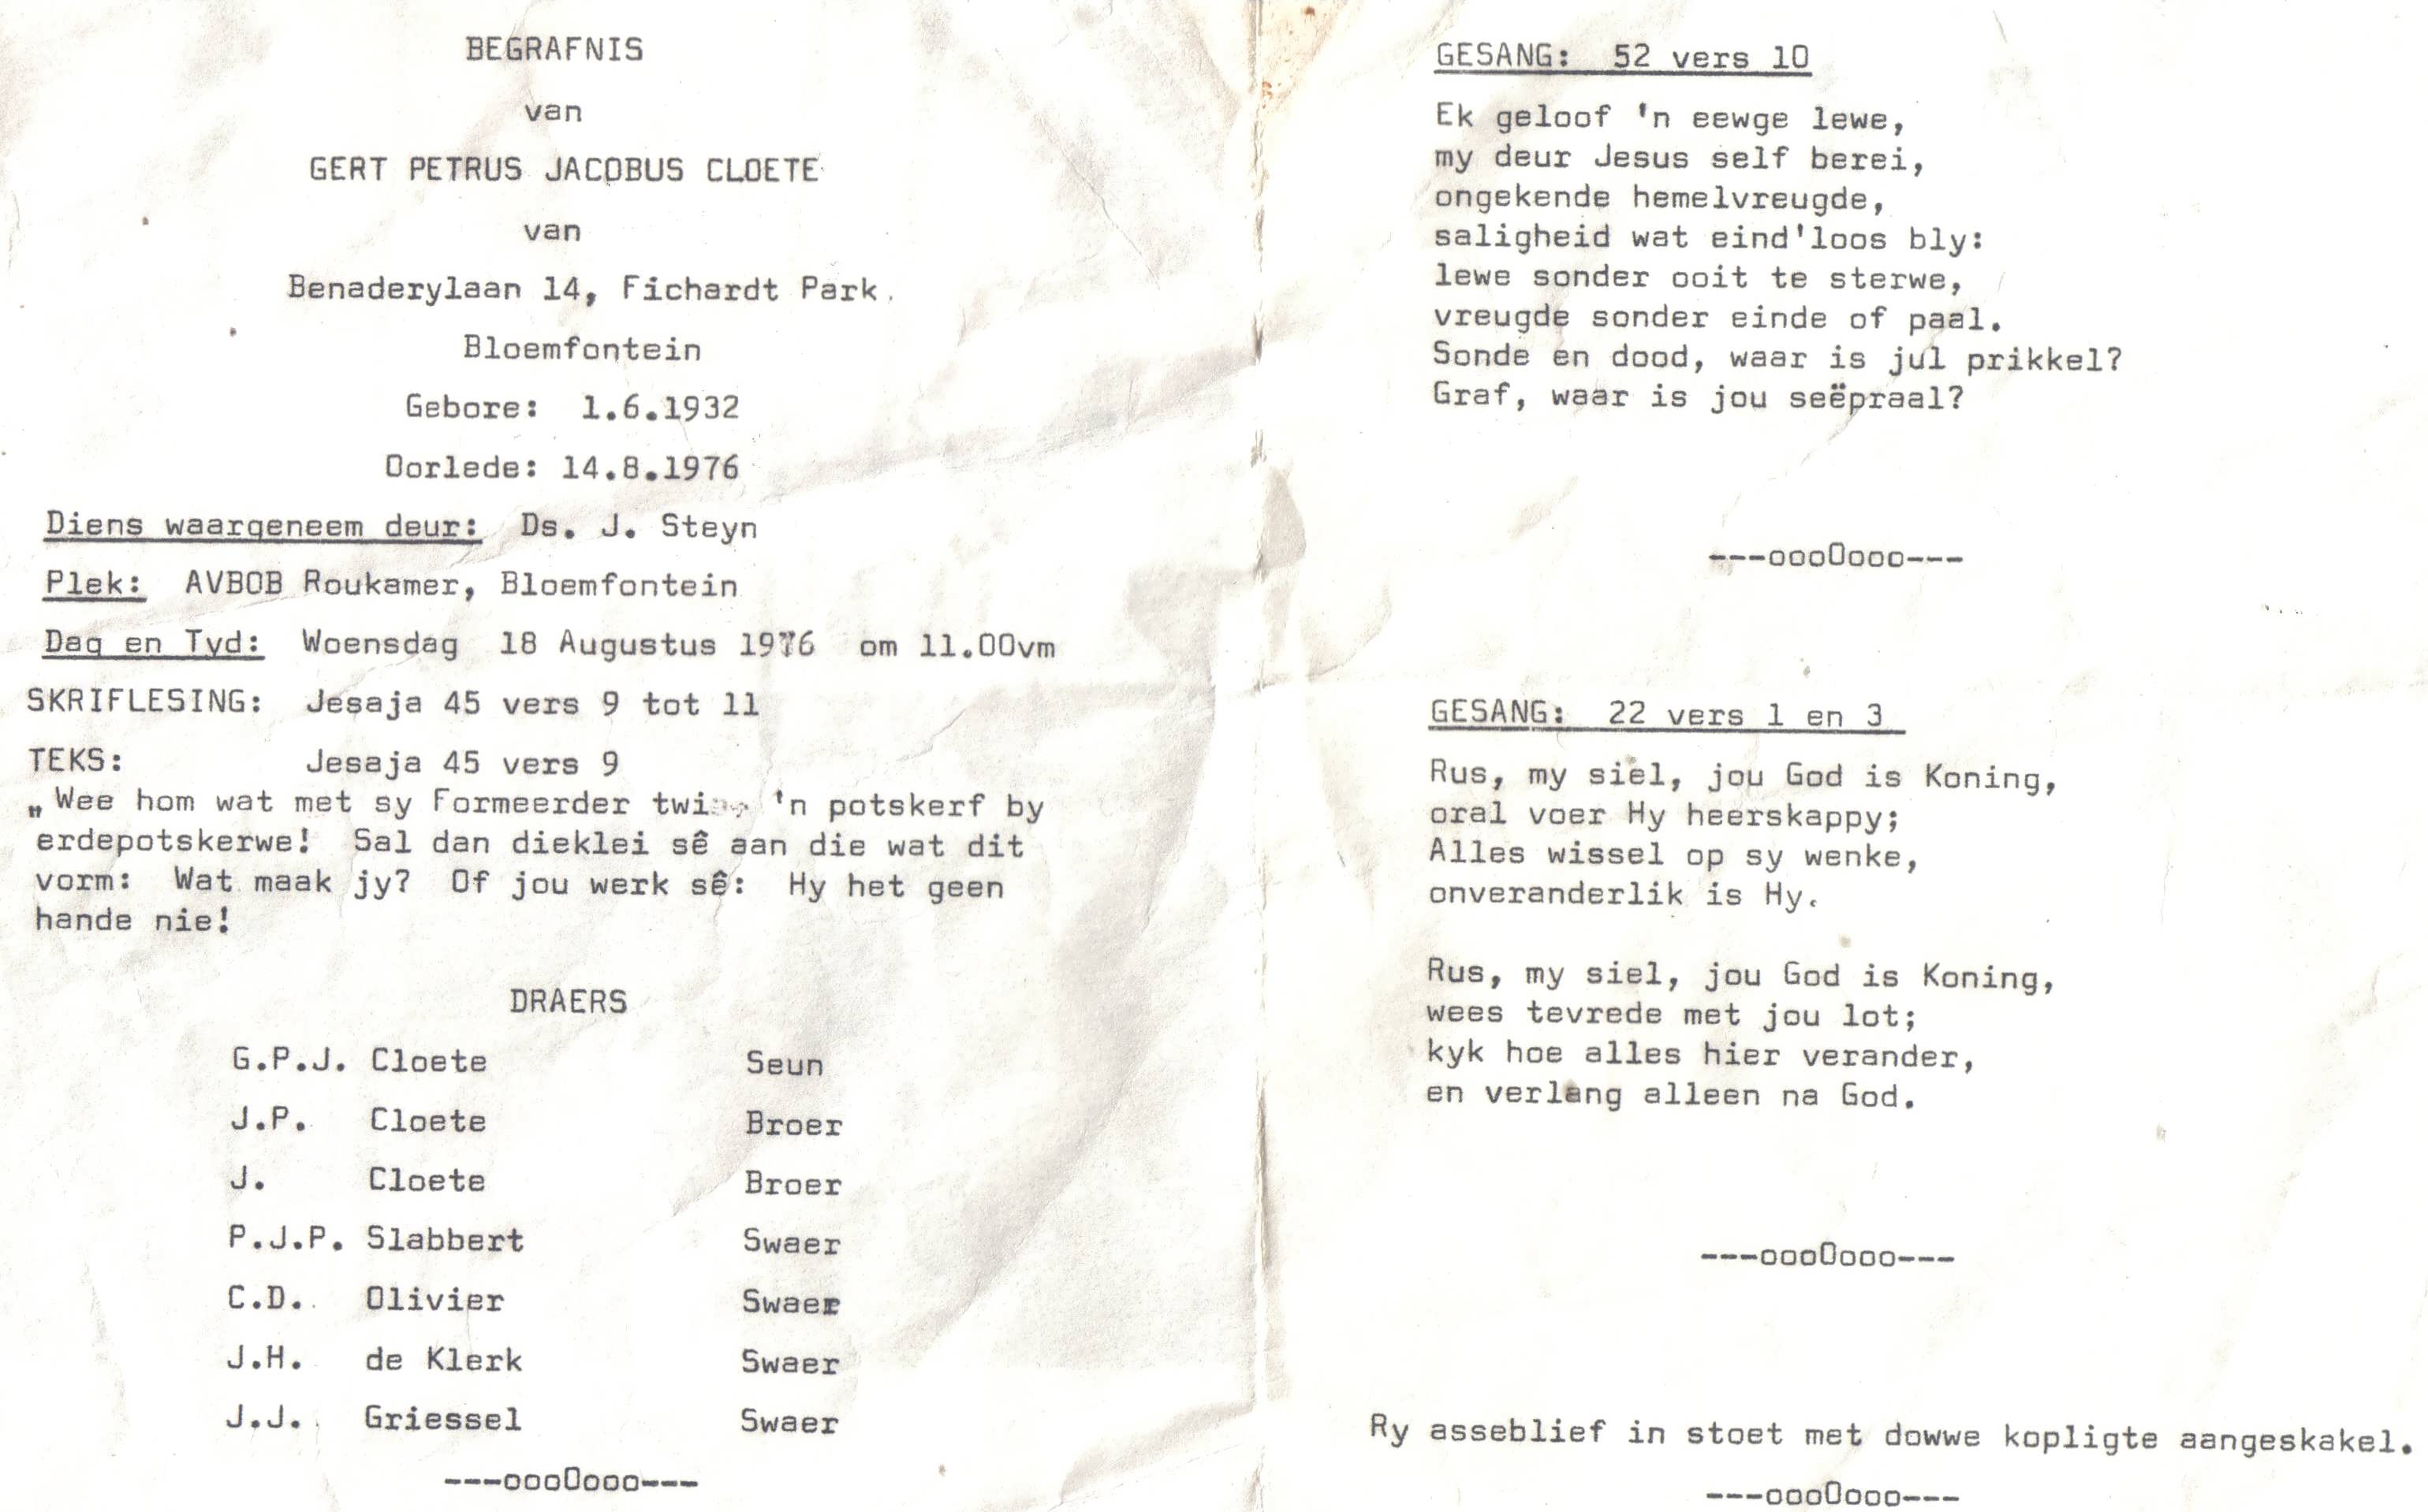 BEGRAFNIS
van
GERT PETRUS JACOBUS CLOETE
van
Benaderylaan 14, Fichardt Park.
Bloemfontein
Gebore: 1.6.1932
Oorlede: 14.8.1976
Diens waargeneem deur: Ds. J. Steyn
Plek: AVBOB Roukamer, Bloemfontein
Dag en Tyd: Woensdag 18 Augustus 1976 om 11.00vm
SKRIFLESING: Jesaja 45 vers 9 tot 11
TEKS: Jesaja 45 vers 9
„Wee hom wat met sy Formeerder 'n potskerf by
erdepotskerwe! Sal dan dieklei sê aan die wat dit
vorm: Wat maak jy? Of jou werk sê: Hy het geen
hande nie!
DRAERS
G.P.J. Cloete Seun
J.P. Cloete Broer
J. Cloete Broer
P.J.P. Slabbert Swaer
C.D. Olivier Swaer
J.H. de Klerk Swaer
J.J. Griessel Swaer
---oooOooo---
GESANG: 52 vers 10
Ek geloof 'n eewge lewe,
my deur Jesus self berei,
ongekende hemelvreugde,
saligheid wat eind'loos bly:
lewe sonder ooit te sterwe,
vreugde sonder einde of paal.
Sonde en dood, waar is jul prikkel?
Graf, waar is jou seëpraal?
---oooOooo---
GESANG: 22 vers 1 en 3
Rus, my siel, jou God is Koning,
oral voer Hy heerskappy;
Alles wissel op sy wenke,
onveranderlik is Hy.
Rus, my siel, jou God is Koning,
wees tevrede met jou lot;
kyk hoe alles hier verander,
en verlang alleen na God.
---oooOooo---
Ry asseblief in stoet met dowwe kopligte aangeskakel.
---oooOooo---